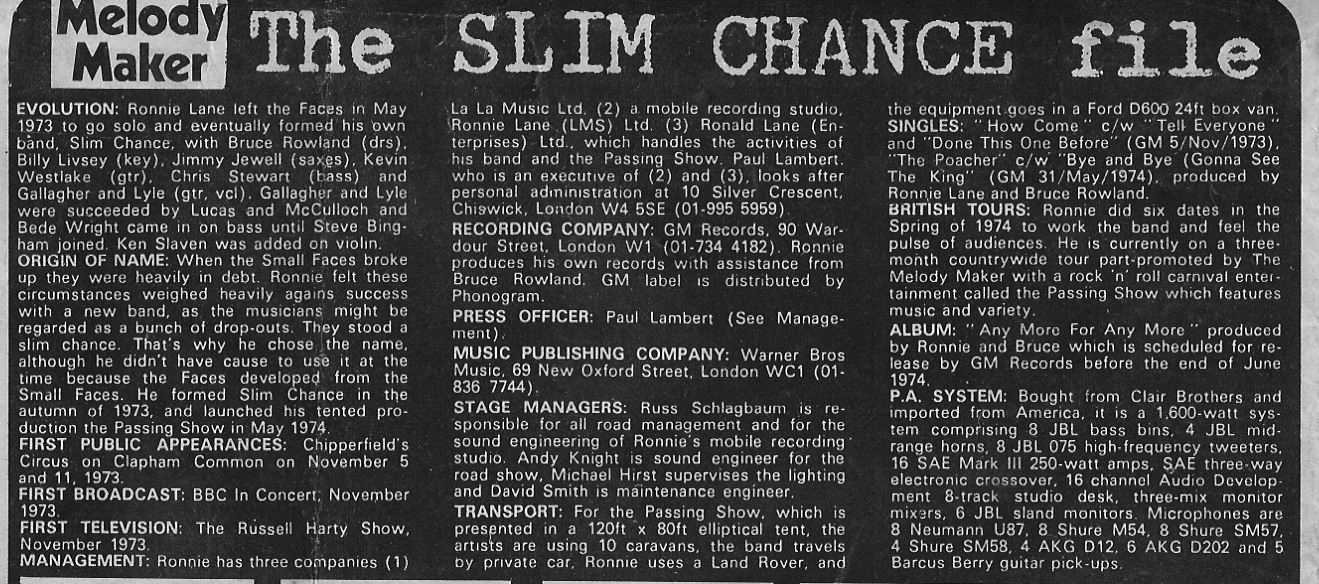 Melody
Maker
The SLIM CHANCE file
EVOLUTION: Ronnie Lane left the Faces in May
1973 to go solo and eventually formed his own
band, Slim Chance, with Bruce Rowland (drs),
Billy Livsey (key), Jimmy Jewell (saxes), Kevin
Westlake (gtr), Chris Stewart (bass) and
Gallagher and Lyle (gtr, vcl). Gallagher and Lyle
were succeeded by Lucas and McCulloch and
Bede Wright came in on bass until Steve Bing-
ham joined. Ken Slaven was added on violin.
ORIGIN OF NAME: When the Small Faces broke
up they were heavily in debt. Ronnie felt these
circumstances weighed heavily agains success
with a new band, as the musicians might be
regarded as a bunch of drop-outs. They stood a
slim chance. That's why he chose the name,
although he didn't have cause to use it at the
time because the Faces developed from the
Small Faces. He formed Slim Chance in the
autumn of 1973, and launched his tented pro-
duction the Passing Show in May 1974.
FIRST PUBLIC APPEARANCES: Chipperfield's
Circus on Clapham Common on November 5
and 11, 1973.
FIRST BROADCAST: BBC In Concert, November
1973.
FIRST TELEVISION: The Russell Harty Show,
November 1973.
MANAGEMENT: Ronnie has three companies (1)
La La Music Ltd. (2) a mobile recording studio,
Ronnie Lane (LMS) Ltd. (3) Ronald Lane (En-
terprises) Ltd., which handles the activities of
his band and the Passing Show. Paul Lambert.
who is an executive of (2) and (3), looks after
personal administration at 10 Silver Crescent,
Chiswick, London W4 5SE (01-995 5959).
RECORDING COMPANY: GM Records, 90 War-
dour Street, London W1 (01-734 4182). Ronnie
produces his own records with assistance from
Bruce Rowland. GM label is distributed by
Phonogram.
PRESS OFFICER: Paul Lambert (See Manage-
ment).
MUSIC PUBLISHING COMPANY: Warner Bros
Music, 69 New Oxford Street, London WC1 (01-
836 7744).
STAGE MANAGERS: Russ Schlagbaum is re-
sponsible for all road management and for the
sound engineering of Ronnie's mobile recording
studio. Andy Knight is sound engineer for the
road show, Michael Hirst supervises the lighting
and David Smith is maintenance engineer.
TRANSPORT: For the Passing Show, which is
presented in a 120ft x 80ft elliptical tent, the
artists are using 10 caravans, the band travels
by private car, Ronnie uses a Land Rover, and
the equipment goes in a Ford D600 24ft box van.
SINGLES: "How Come" c/w "Tell Everyone"
and "Done This One Before" (GM 5/Nov/1973),
"The Poacher" c/w "Bye and Bye (Gonna See
The King" (GM 31/May/1974), produced by
Ronnie Lane and Bruce Rowland.
BRITISH TOURS: Ronnie did six dates in the
Spring of 1974 to work the band and feel the
pulse of audiences. He is currently on a three-
month countrywide tour part-promoted by The
Melody Maker with a rock 'n' roll carnival enter-
tainment called the Passing Show which features
music and variety.
ALBUM: "Any More For Any More" produced
by Ronnie and Bruce which is scheduled for re-
lease by GM Records before the end of June
1974.
P.A. SYSTEM: Bought from Clair Brothers and
imported from America, it is a 1,600-watt sys-
tem comprising 8 JBL bass bins, 4 JBL mid-
range horns, 8 JBL 075 high-frequency tweeters,
16 SAE Mark III 250-watt amps, SAE three-way
electronic crossover, 16 channel Audio Develop-
ment 8-track studio desk, three-mix monitor
mixers, 6 JBL sland monitors. Microphones are
8 Neumann U87, 8 Shure M54, 8 Shure SM57,
4 Shure SM58, 4 AKG D12, 6 AKG D202 and 5
Barcus Berry guitar pick-ups.